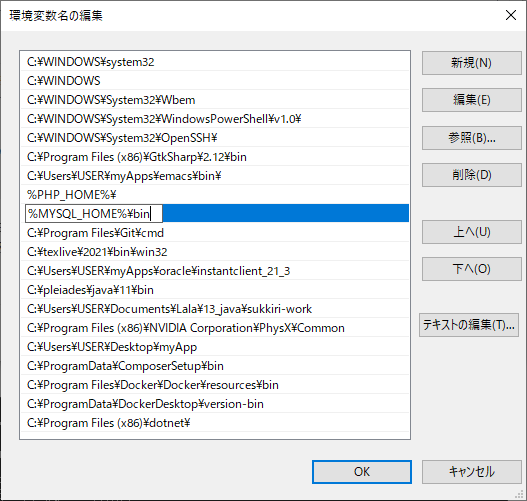 環境変数名の編集
C:¥WINDOWS¥system32
C:¥WINDOWS
C:¥WINDOWS¥System32¥Wbem
C:¥WINDOWS¥System32¥WindowsPowerShell¥v1.0¥
C:¥WINDOWS¥System32¥OpenSSH¥
C:¥Program Files (x86)¥GtkSharp¥2.12¥bin
C:¥Users¥USER¥myApps¥emacs¥bin¥
%PHP_HOME%¥
%MYSQL_HOME%¥bin
C:¥Program Files¥Git¥cmd
C:¥texlive¥2021¥bin¥win32
C:¥Users¥USER¥myApps¥oracle¥instantclient_21_3
C:¥pleiades¥java¥11¥bin
C:¥Users¥USER¥Documents¥Lala¥13_java¥sukkiri-work
C:¥Program Files (x86)¥NVIDIA Corporation¥PhysX¥Common
C:¥Users¥USER¥Desktop¥myApp
C:¥ProgramData¥ComposerSetup¥bin
C:¥Program Files¥Docker¥Docker¥resources¥bin
C:¥ProgramData¥DockerDesktop¥version-bin
C:¥Program Files (x86)¥dotnet¥
新規(N)
編集(E)
参照(B)...
削除(D)
上へ(U)
下へ(O)
テキストの編集(T)...
OK
キャンセル